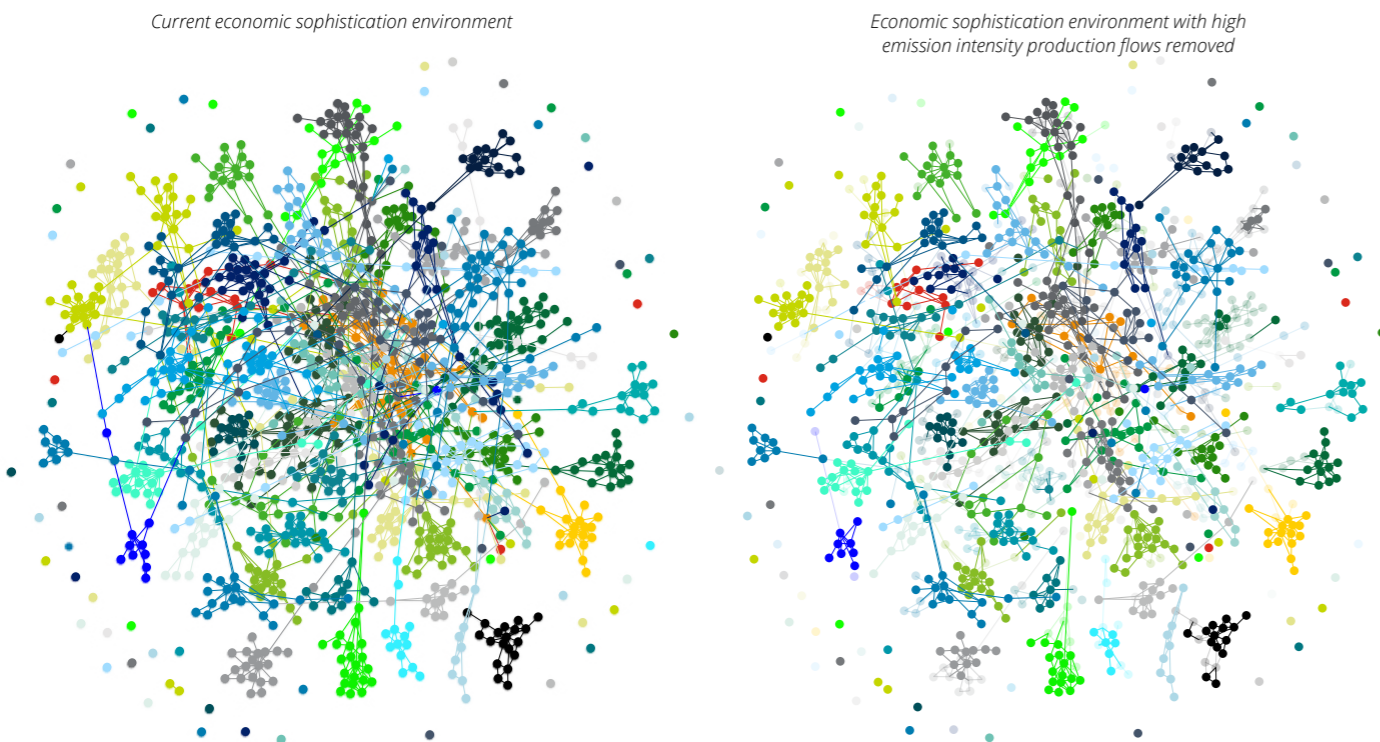 Current economic sophistication environment
Economic sophistication environment with high
emission intensity production flows removed